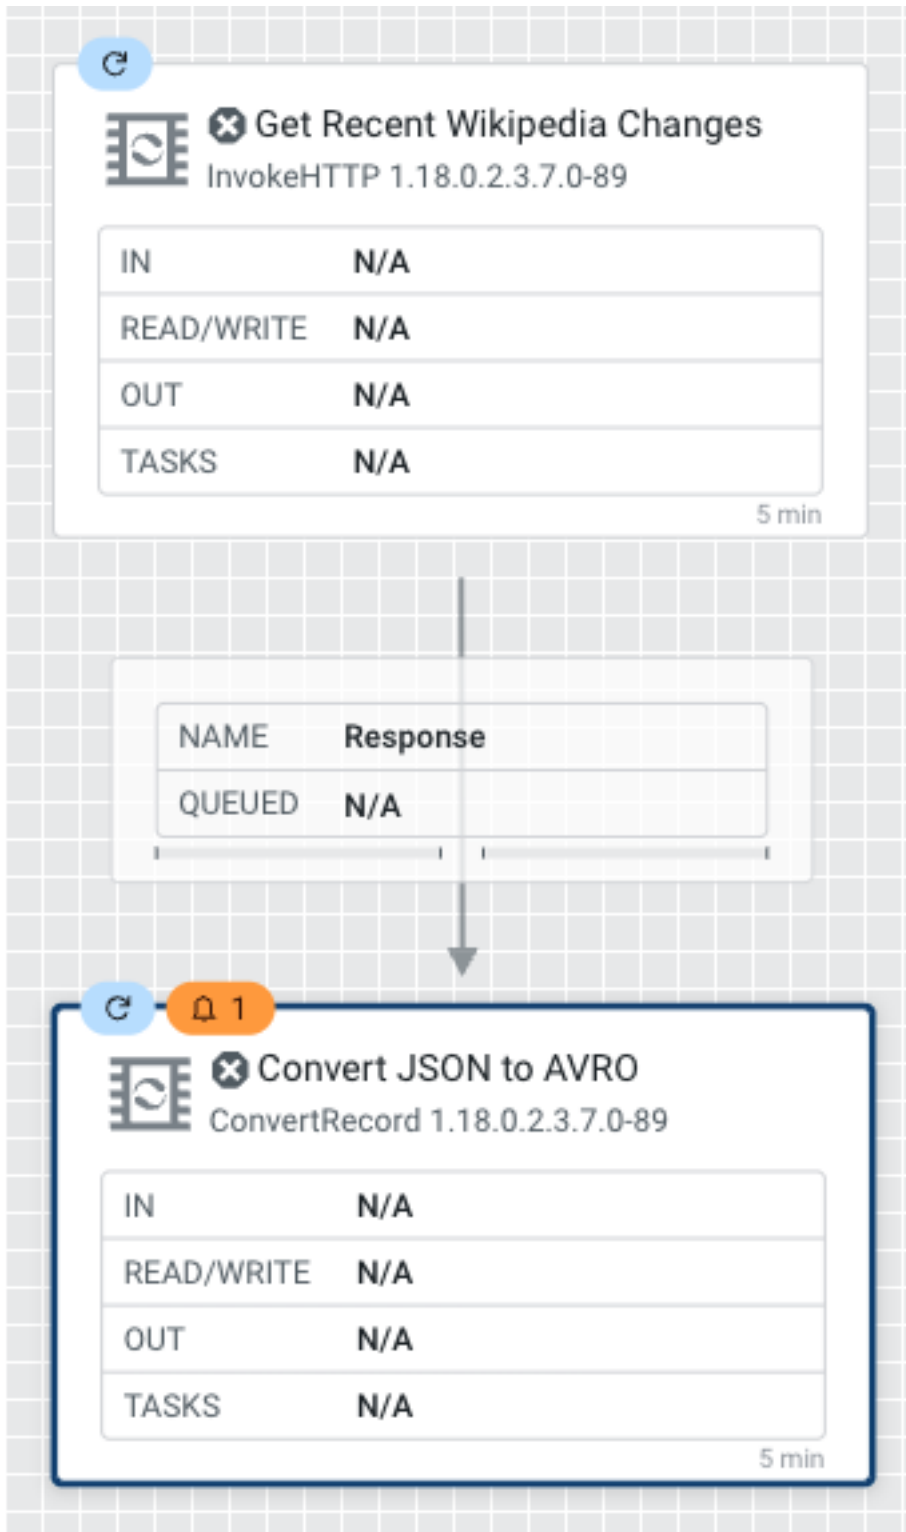 Get Recent Wikipedia Changes
InvokeHTTP 1.18.0.2.3.7.0-89
IN N/A
READ/WRITE N/A
OUT N/A
TASKS N/A
5 min
NAME Response
QUEUED N/A
1
Convert JSON to AVRO
ConvertRecord 1.18.0.2.3.7.0-89
IN N/A
READ/WRITE N/A
OUT N/A
TASKS N/A
5 min